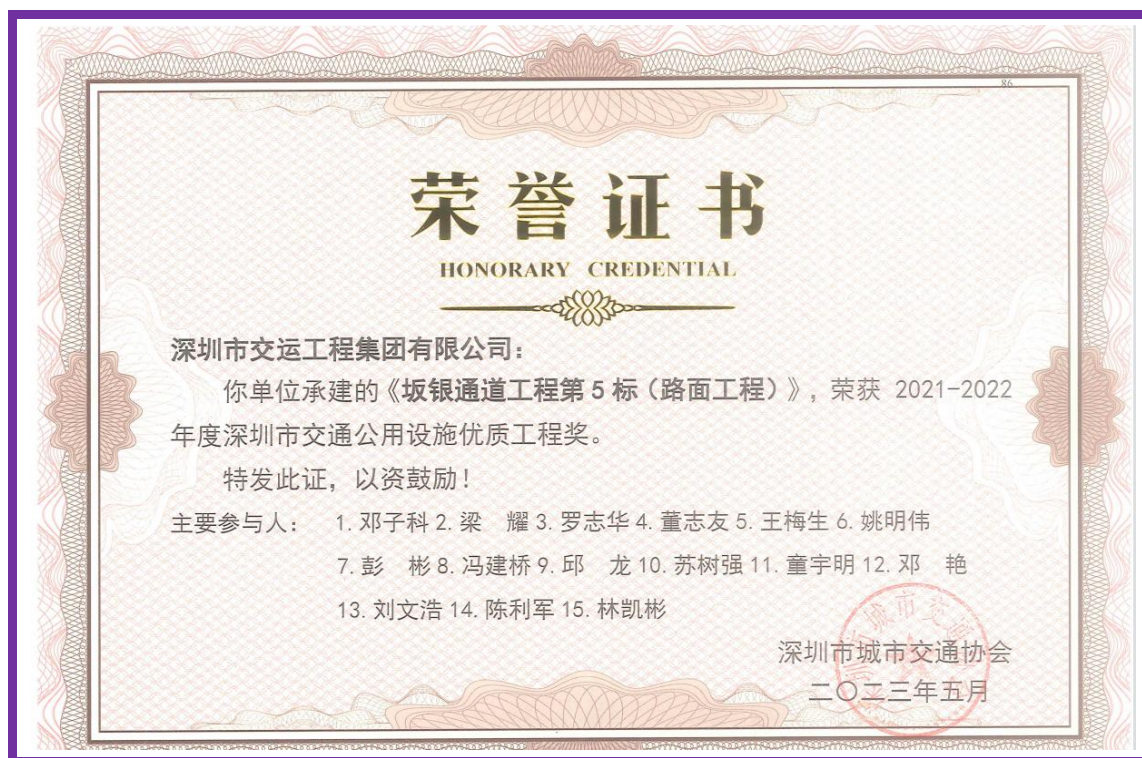 86
荣誉证书
HONORARY CREDENTIAL
深圳市交运工程集团有限公司：
你单位承建的《坂银通道工程第5标（路面工程）》，荣获 2021-2022
年度深圳市交通公用设施优质工程奖。
特发此证，以资鼓励！
主要参与人： 1.邓子科 2.梁 耀 3.罗志华 4.董志友 5.王梅生 6.姚明伟
7.彭 彬 8.冯建桥 9.邱 龙 10.苏树强 11.童宇明 12.邓 艳
13.刘文浩 14.陈利军 15.林凯彬
深圳市城市交通协会
二〇二三年五月